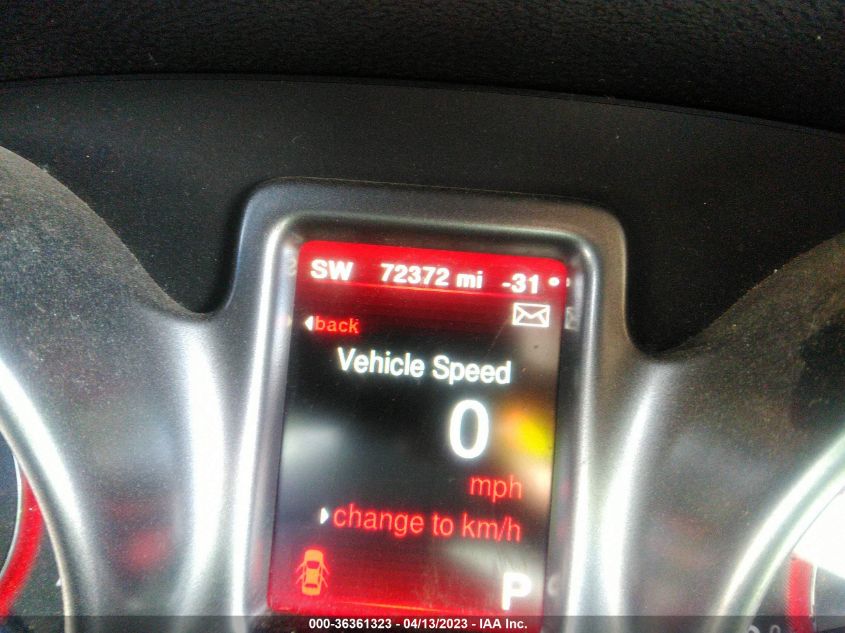 SW 72372 mi -31°
back
Vehicle Speed
0
mph
change to km/h
P
000-36361323 - 04/13/2023 - IAA Inc.